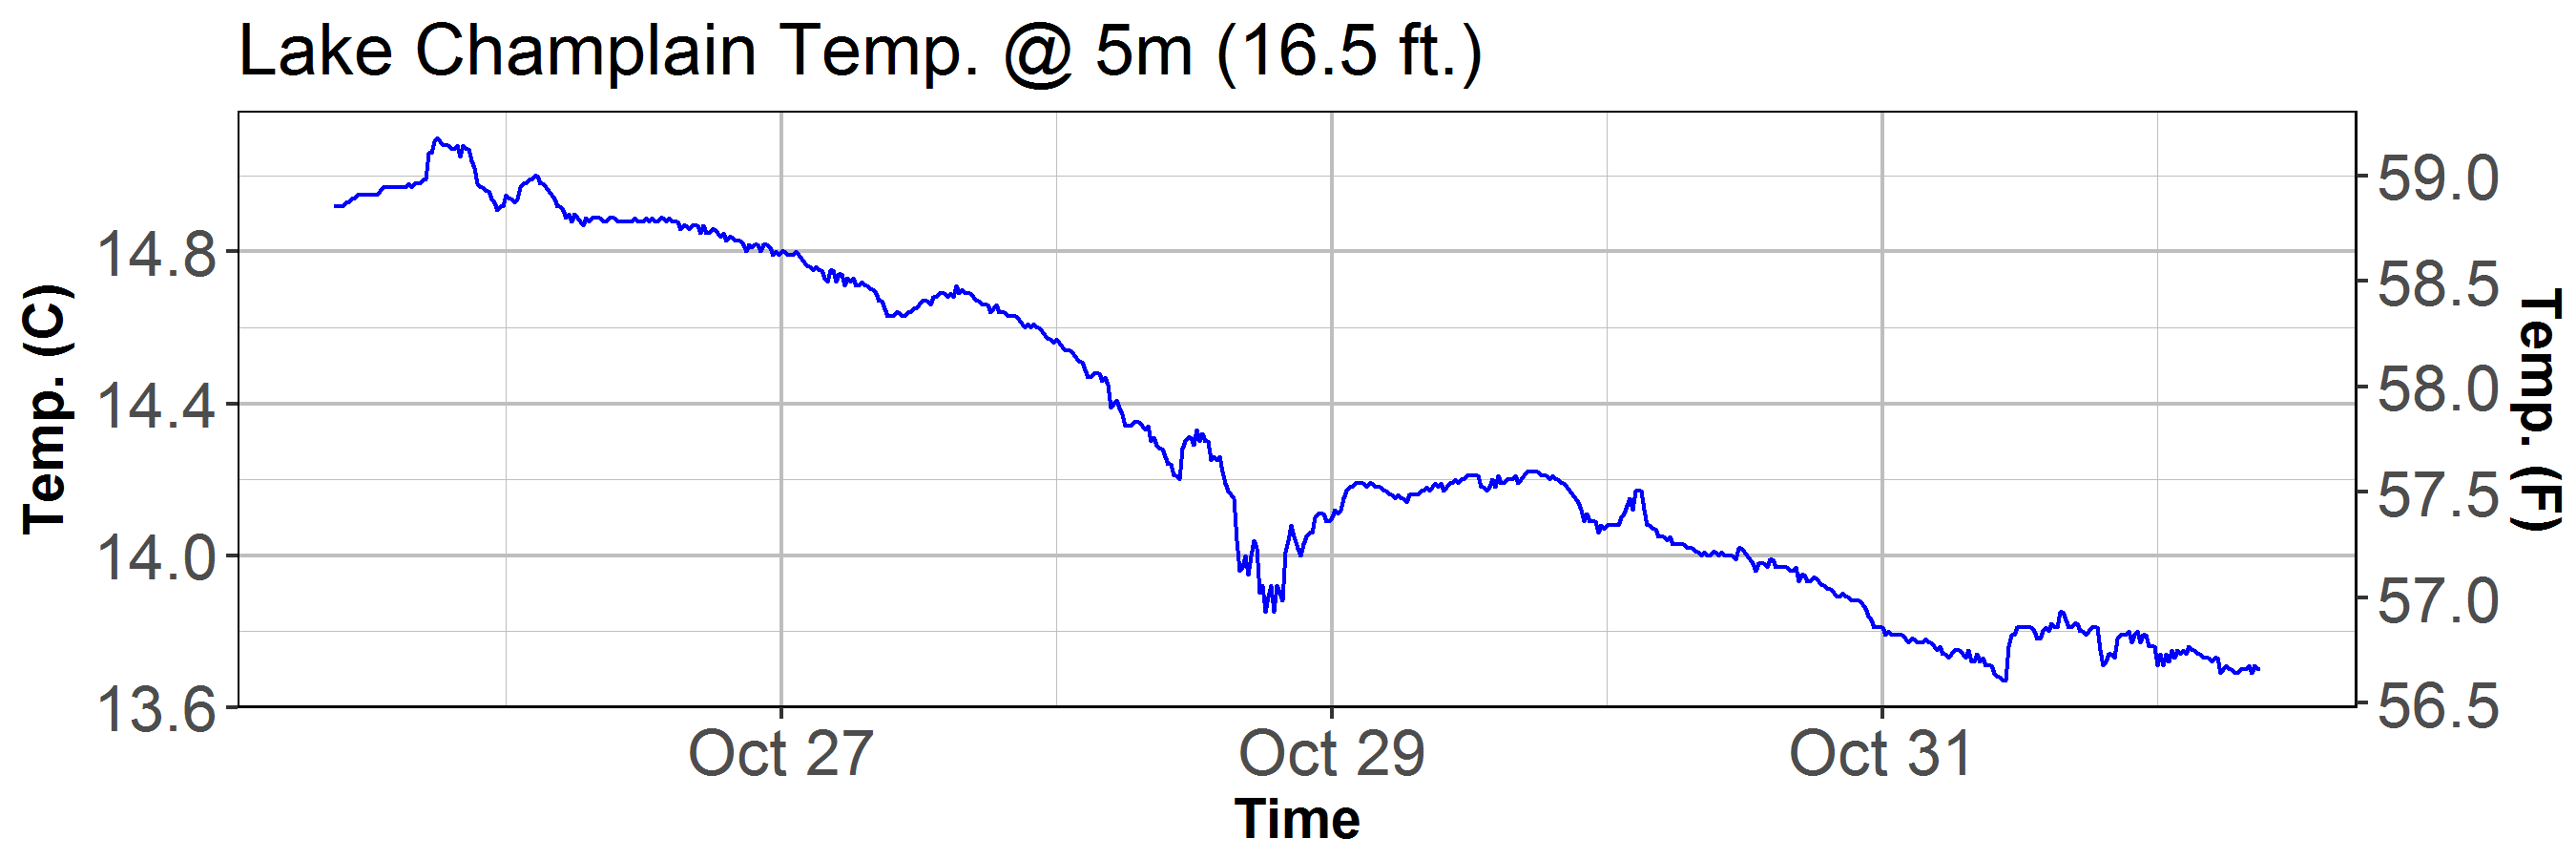 Lake Champlain Temp. @ 5m (16.5 ft.)
Temp. (C)
14.8
14.4
14.0
13.6
59.0
58.5
58.0
57.5
57.0
56.5
Temp. (F)
Oct 27
Oct 29
Oct 31
Time